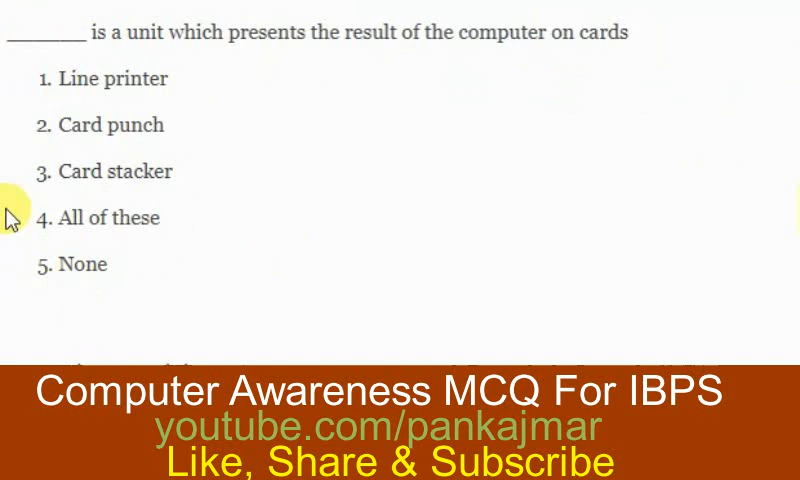 ______ is a unit which presents the result of the computer on cards
1. Line printer
2. Card punch
3. Card stacker
4. All of these
5. None
Computer Awareness MCQ For IBPS
youtube.com/pankajmar
Like, Share & Subscribe